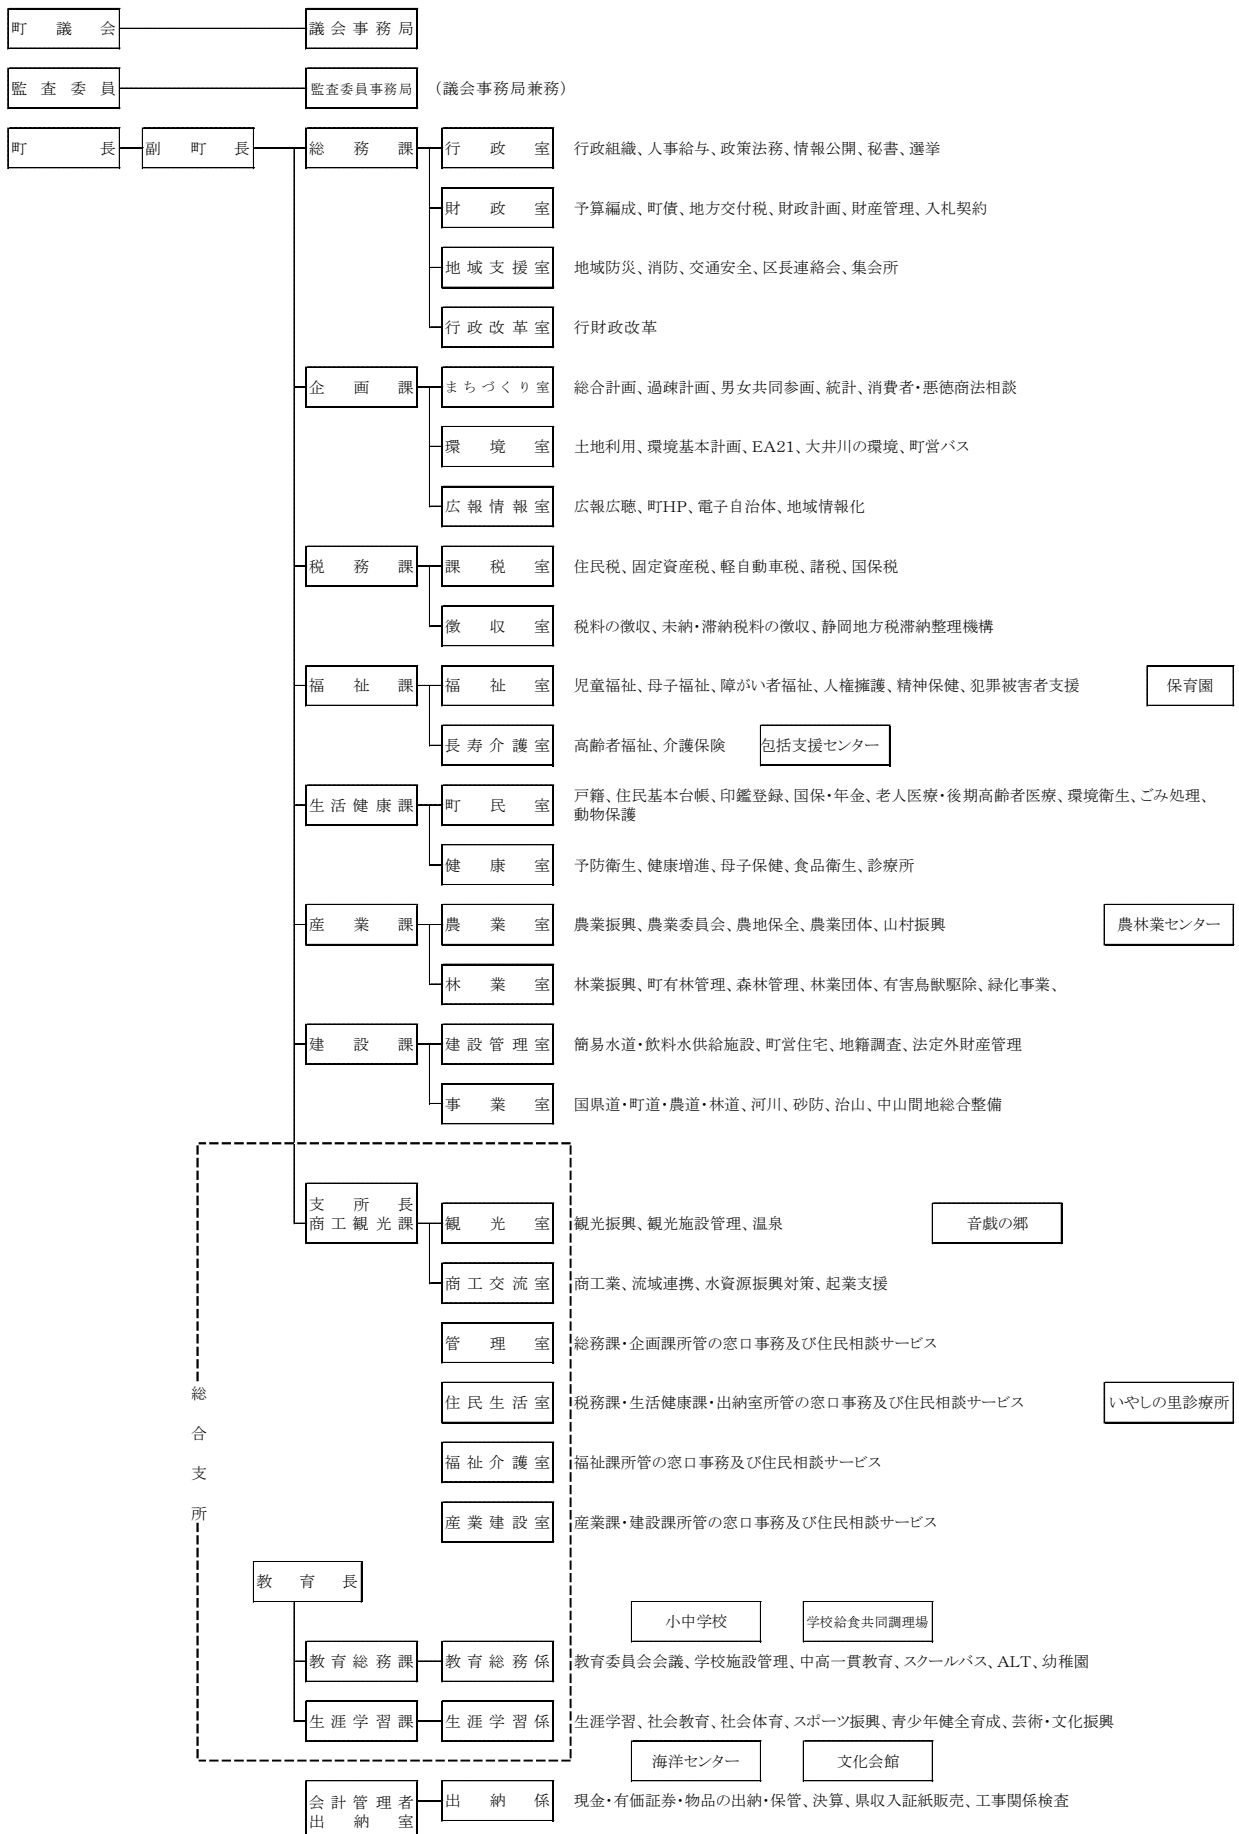 町議会 議会事務局
監査委員 監査委員事務局 (議会事務局兼務)
町長 副町長 総務課 行政室 行政組織、人事給与、政策法務、情報公開、秘書、選挙
財政室 予算編成、町債、地方交付税、財政計画、財産管理、入札契約
地域支援室 地域防災、消防、交通安全、区長連絡会、集会所
行政改革室 行財政改革
企画課 まちづくり室 総合計画、過疎計画、男女共同参画、統計、消費者・悪徳商法相談
環境室 土地利用、環境基本計画、EA21、大井川の環境、町営バス
広報情報室 広報広聴、町HP、電子自治体、地域情報化
税務課 課税室 住民税、固定資産税、軽自動車税、諸税、国保税
徴収室 税料の徴収、未納・滞納税料の徴収、静岡地方税滞納整理機構
福祉課 福祉室 児童福祉、母子福祉、障がい者福祉、人権擁護、精神保健、犯罪被害者支援 保育園
長寿介護室 高齢者福祉、介護保険 包括支援センター
生活健康課 町民室 戸籍、住民基本台帳、印鑑登録、国保・年金、老人医療・後期高齢者医療、環境衛生、ごみ処理、
動物保護
健康室 予防衛生、健康増進、母子保健、食品衛生、診療所
産業課 農業室 農業振興、農業委員会、農地保全、農業団体、山村振興 農林業センター
林業室 林業振興、町有林管理、森林管理、林業団体、有害鳥獣駆除、緑化事業、
建設課 建設管理室 簡易水道・飲料水供給施設、町営住宅、地籍調査、法定外財産管理
事業室 国県道・町道・農道・林道、河川、砂防、治山、中山間地総合整備
支所長
商工観光課 観光室 観光振興、観光施設管理、温泉 音戯の郷
商工交流室 商工業、流域連携、水資源振興対策、起業支援
管理室 総務課・企画課所管の窓口事務及び住民相談サービス
総合支所
住民生活室 税務課・生活健康課・出納室所管の窓口事務及び住民相談サービス いやしの里診療所
福祉介護室 福祉課所管の窓口事務及び住民相談サービス
産業建設室 産業課・建設課所管の窓口事務及び住民相談サービス
教育長
小中学校 学校給食共同調理場
教育総務課 教育総務係 教育委員会会議、学校施設管理、中高一貫教育、スクールバス、ALT、幼稚園
生涯学習課 生涯学習係 生涯学習、社会教育、社会体育、スポーツ振興、青少年健全育成、芸術・文化振興
海洋センター 文化会館
会計管理者
出納室 出納係 現金・有価証券・物品の出納・保管、決算、県収入証紙販売、工事関係検査